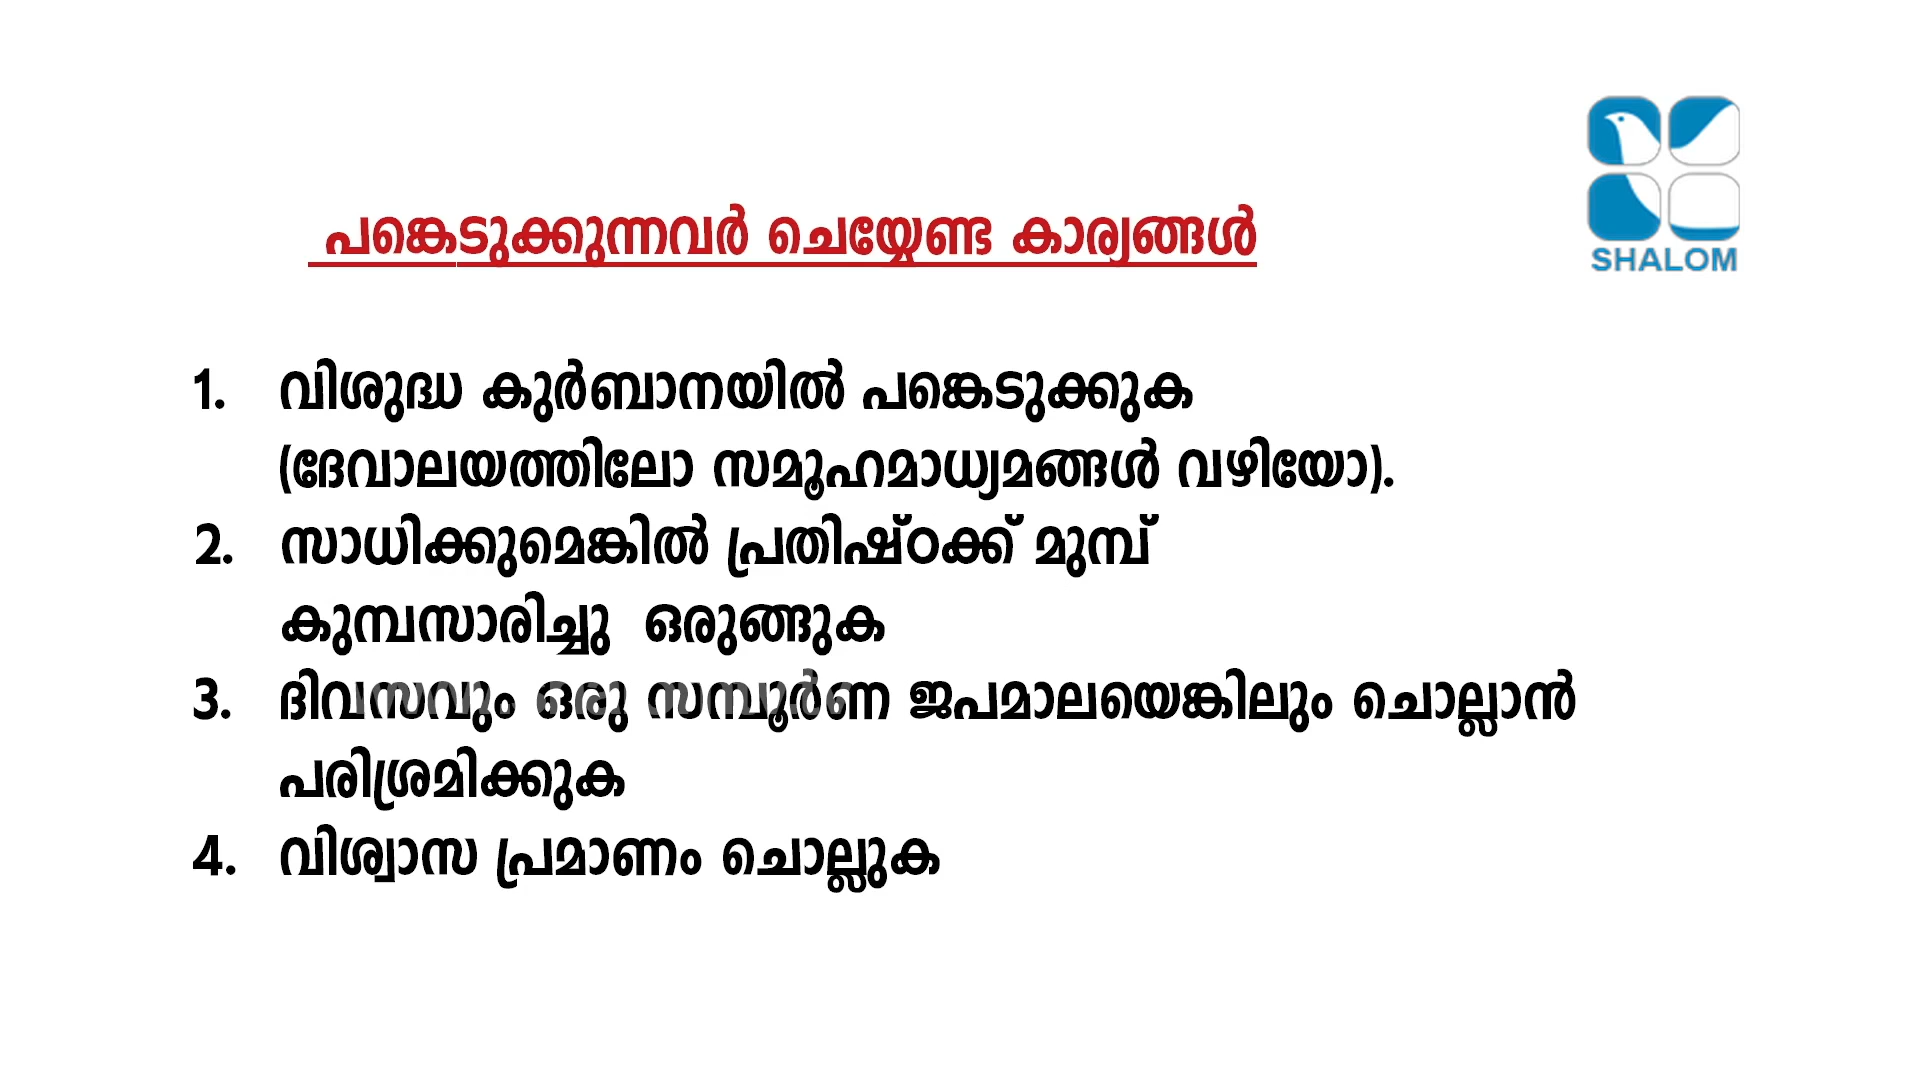 പങ്കെടുക്കുന്നവർ ചെയ്യേണ്ട കാര്യങ്ങൾ
SHALOM
1. വിശുദ്ധ കുർബാനയിൽ പങ്കെടുക്കുക
(ദേവാലയത്തിലോ സമൂഹമാധ്യമങ്ങൾ വഴിയോ).
2. സാധിക്കുമെങ്കിൽ പ്രതിഷ്ഠക്ക് മുമ്പ്
കുമ്പസാരിച്ചു ഒരുങ്ങുക
3. ദിവസവും ഒരു സമ്പൂർണ ജപമാലയെങ്കിലും ചൊല്ലാൻ
പരിശ്രമിക്കുക
4. വിശ്വാസ പ്രമാണം ചൊല്ലുക